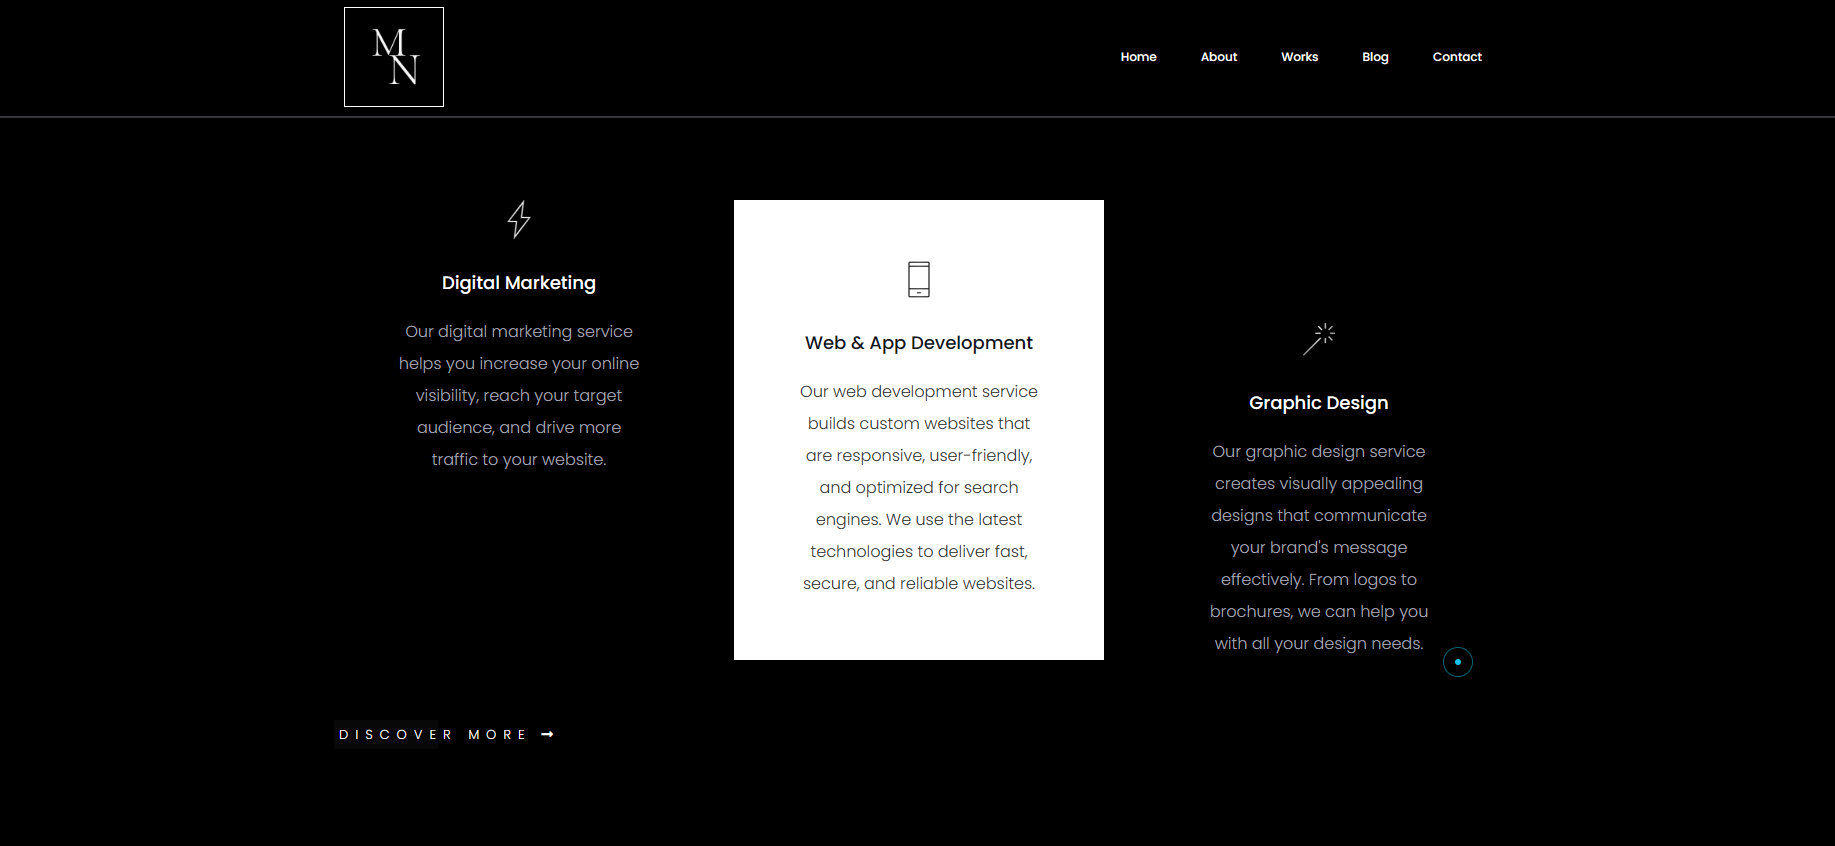 M
N
Home About Works Blog Contact
Digital Marketing
Our digital marketing service
helps you increase your online
visibility, reach your target
audience, and drive more
traffic to your website.
Web & App Development
Our web development service
builds custom websites that
are responsive, user-friendly,
and optimized for search
engines. We use the latest
technologies to deliver fast,
secure, and reliable websites.
Graphic Design
Our graphic design service
creates visually appealing
designs that communicate
your brand's message
effectively. From logos to
brochures, we can help you
with all your design needs.
DISCOVER MORE